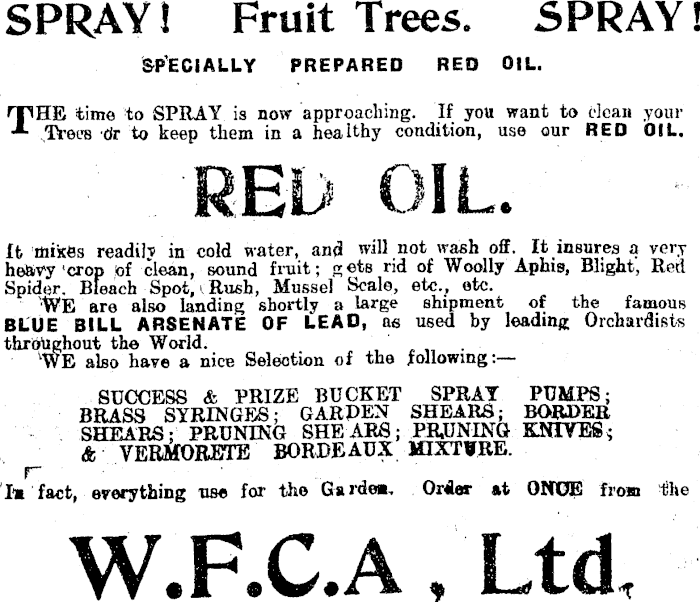 SPRAY! Fruit Trees. SPRAY!
SPECIALLY PREPARED RED OIL.
THE time to SPRAY is now approaching. If you want to clean your
Trees or to keep them in a healthy condition, use our RED OIL.
RED OIL.
It mixes readily in cold water, and will not wash off. It insures a very
heavy crop of clean, sound fruit; gets rid of Woolly Aphis, Blight, Red
Spider. Bleach Spot, Rush, Mussel Scale, etc., etc.
WE are also landing shortly a large shipment of the famous
BLUE BILL ARSENATE OF LEAD, as used by leading Orchardists
throughout the World.
WE also have a nice Selection of the following:—
SUCCESS & PRIZE BUCKET SPRAY PUMPS;
BRASS SYRINGES; GARDEN SHEARS; BORDER
SHEARS; PRUNING SHEARS; PRUNING KNIVES;
& VERMORETE BORDEAUX MIXTURE.
In fact, everything use for the Garden. Order at ONCE from the
W.F.C.A, Ltd.